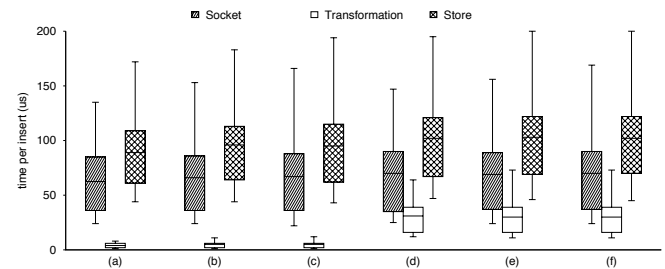 Socket Transformation Store
200
150
100
50
0
time per insert (us)
(a) (b) (c) (d) (e) (f)